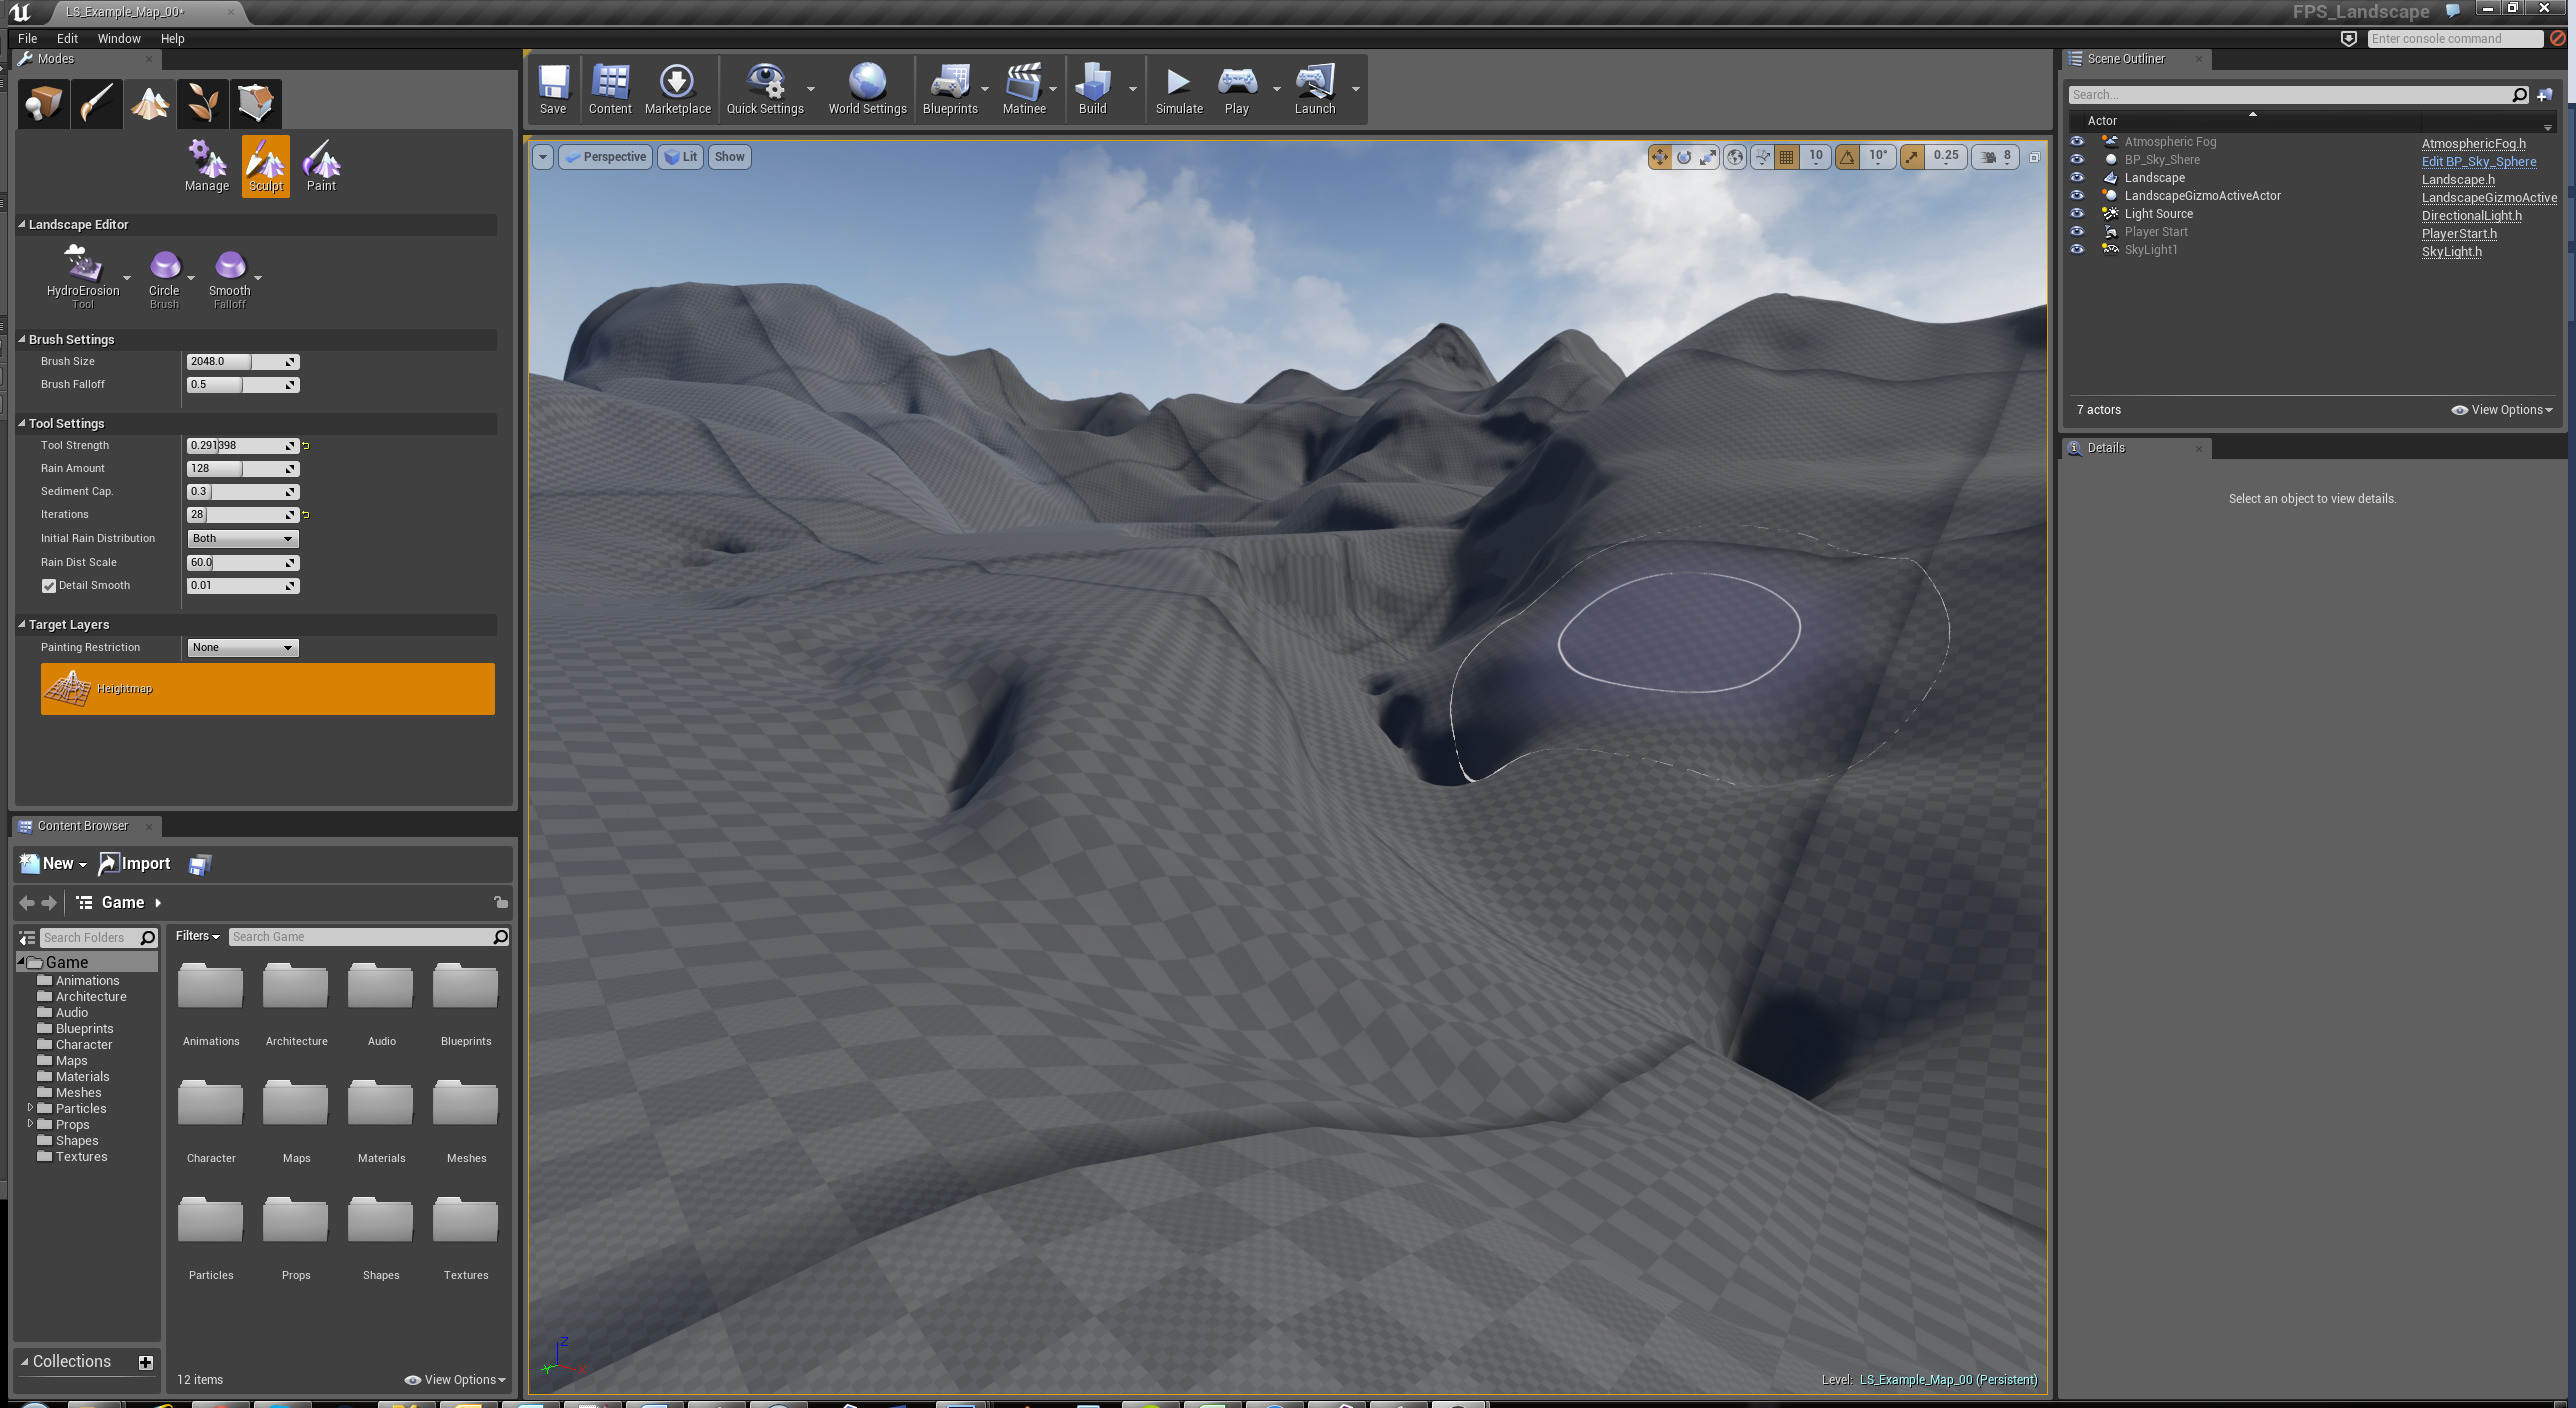 LS_Example_Map_00*
FPS_Landscape
File Edit Window Help
Enter console command
Modes
Manage Sculpt Paint
Landscape Editor
HydroErosion Circle Smooth
Tool Brush Falloff
Brush Settings
Brush Size 2048.0
Brush Falloff 0.5
Tool Settings
Tool Strength 0.291398
Rain Amount 128
Sediment Cap. 0.3
Iterations 28
Initial Rain Distribution Both
Rain Dist Scale 60.0
Detail Smooth 0.01
Target Layers
Painting Restriction None
Heightmap
Content Browser
New Import
Game
Search Folders
Game
Animations
Architecture
Audio
Blueprints
Character
Maps
Materials
Meshes
Particles
Props
Shapes
Textures
Collections
Filters Search Game
Animations Architecture Audio Blueprints
Character Maps Materials Meshes
Particles Props Shapes Textures
12 items View Options
Save Content Marketplace Quick Settings World Settings Blueprints Matinee Build Simulate Play Launch
Perspective Lit Show 10 10° 0.25 8
Z
Level: LS_Example_Map_00 (Persistent)
Scene Outliner
Search...
Actor
Atmospheric Fog AtmosphericFog.h
BP_Sky_Shere Edit BP_Sky_Sphere
Landscape Landscape.h
LandscapeGizmoActiveActor LandscapeGizmoActive
Light Source DirectionalLight.h
Player Start PlayerStart.h
SkyLight1 SkyLight.h
7 actors View Options
Details
Select an object to view details.